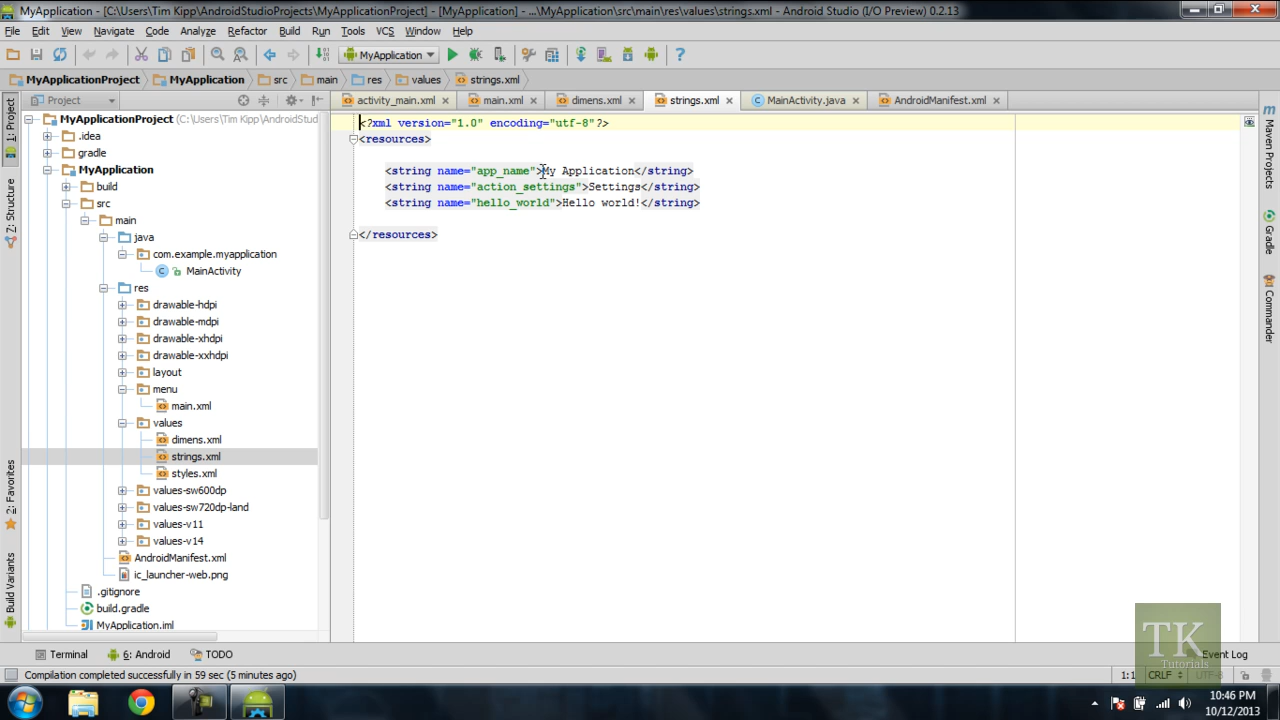 MyApplication - [C:\Users\Tim Kipp\AndroidStudioProjects\MyApplicationProject] - [MyApplication] - ...\MyApplication\src\main\res\values\strings.xml - Android Studio (I/O Preview) 0.2.13
File Edit View Navigate Code Analyze Refactor Build Run Tools VCS Window Help
MyApplication
MyApplicationProject MyApplication src main res values strings.xml
Project
activity_main.xml main.xml dimens.xml strings.xml MainActivity.java AndroidManifest.xml
1: Project
Z: Structure
2: Favorites
Build Variants
MyApplicationProject (C:\Users\Tim Kipp\AndroidStud
.idea
gradle
MyApplication
build
src
main
java
com.example.myapplication
MainActivity
res
drawable-hdpi
drawable-mdpi
drawable-xhdpi
drawable-xxhdpi
layout
menu
main.xml
values
dimens.xml
strings.xml
styles.xml
values-sw600dp
values-sw720dp-land
values-v11
values-v14
AndroidManifest.xml
ic_launcher-web.png
.gitignore
build.gradle
MyApplication.iml
<?xml version="1.0" encoding="utf-8"?>
<resources>
<string name="app_name">My Application</string>
<string name="action_settings">Settings</string>
<string name="hello_world">Hello world!</string>
</resources>
Maven Projects
Gradle
Commander
TK
Tutorials
Terminal 6: Android TODO Event Log
Compilation completed successfully in 59 sec (5 minutes ago) 1:1 CRLF UTF-8
10:46 PM
10/12/2013